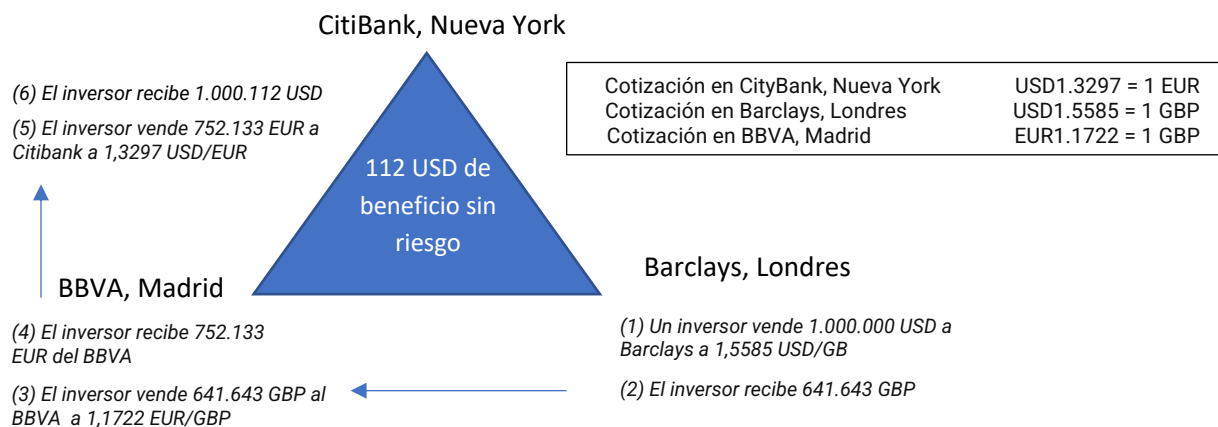 CitiBank, Nueva York
(6) El inversor recibe 1.000.112 USD
(5) El inversor vende 752.133 EUR a
Citibank a 1,3297 USD/EUR
Cotización en CityBank, Nueva York USD1.3297 = 1 EUR
Cotización en Barclays, Londres USD1.5585 = 1 GBP
Cotización en BBVA, Madrid EUR1.1722 = 1 GBP
112 USD de
beneficio sin
riesgo
BBVA, Madrid
Barclays, Londres
(4) El inversor recibe 752.133
EUR del BBVA
(3) El inversor vende 641.643 GBP al
BBVA a 1,1722 EUR/GBP
(1) Un inversor vende 1.000.000 USD a
Barclays a 1,5585 USD/GB
(2) El inversor recibe 641.643 GBP